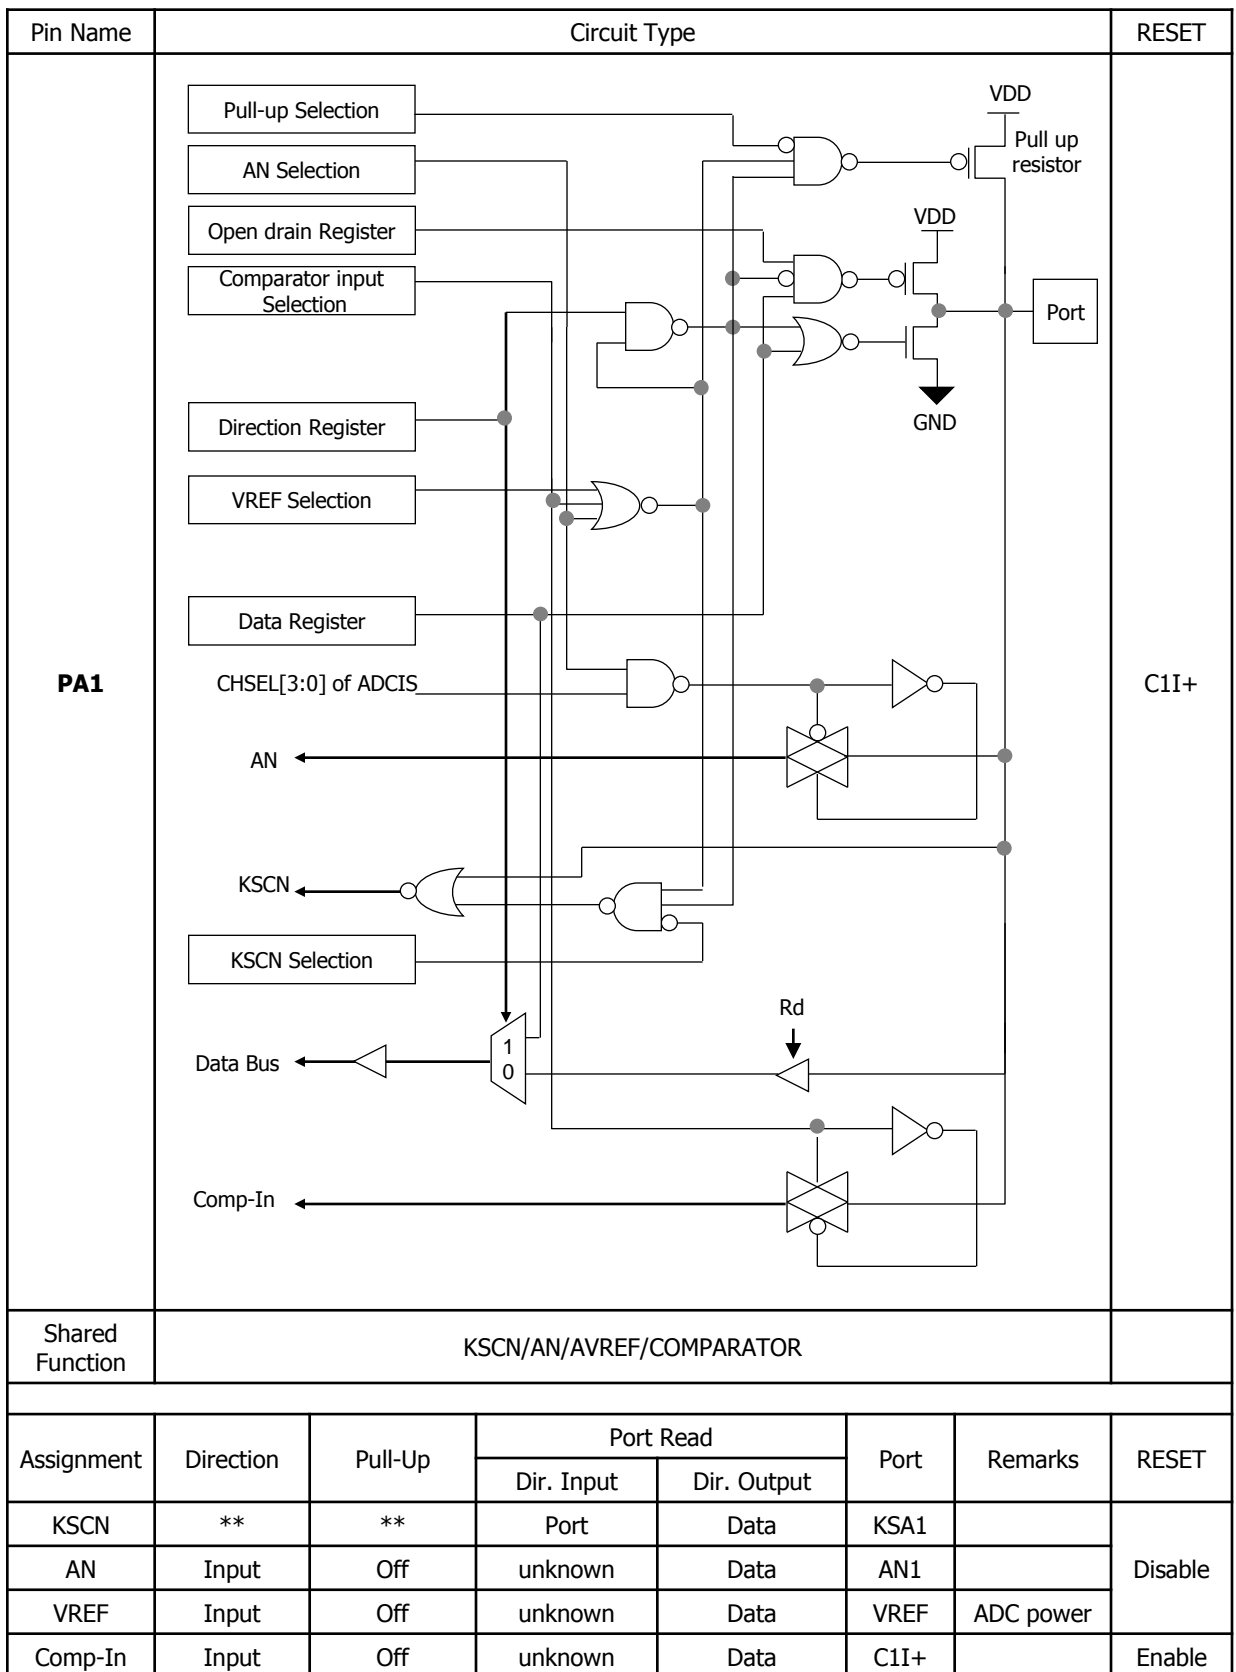 Pin Name Circuit Type RESET
VDD
Pull-up Selection
Pull up
resistor
AN Selection
VDD
Open drain Register
Comparator input
Selection
Port
Direction Register
GND
VREF Selection
Data Register
PA1 CHSEL[3:0] of ADCIS C1I+
AN
KSCN
KSCN Selection
Rd
1
Data Bus
0
Comp-In
Shared
Function
KSCN/AN/AVREF/COMPARATOR
Assignment Direction Pull-Up Port Read Port Remarks RESET
Dir. Input Dir. Output
KSCN ** ** Port Data KSA1
AN Input Off unknown Data AN1 Disable
VREF Input Off unknown Data VREF ADC power
Comp-In Input Off unknown Data C1I+ Enable